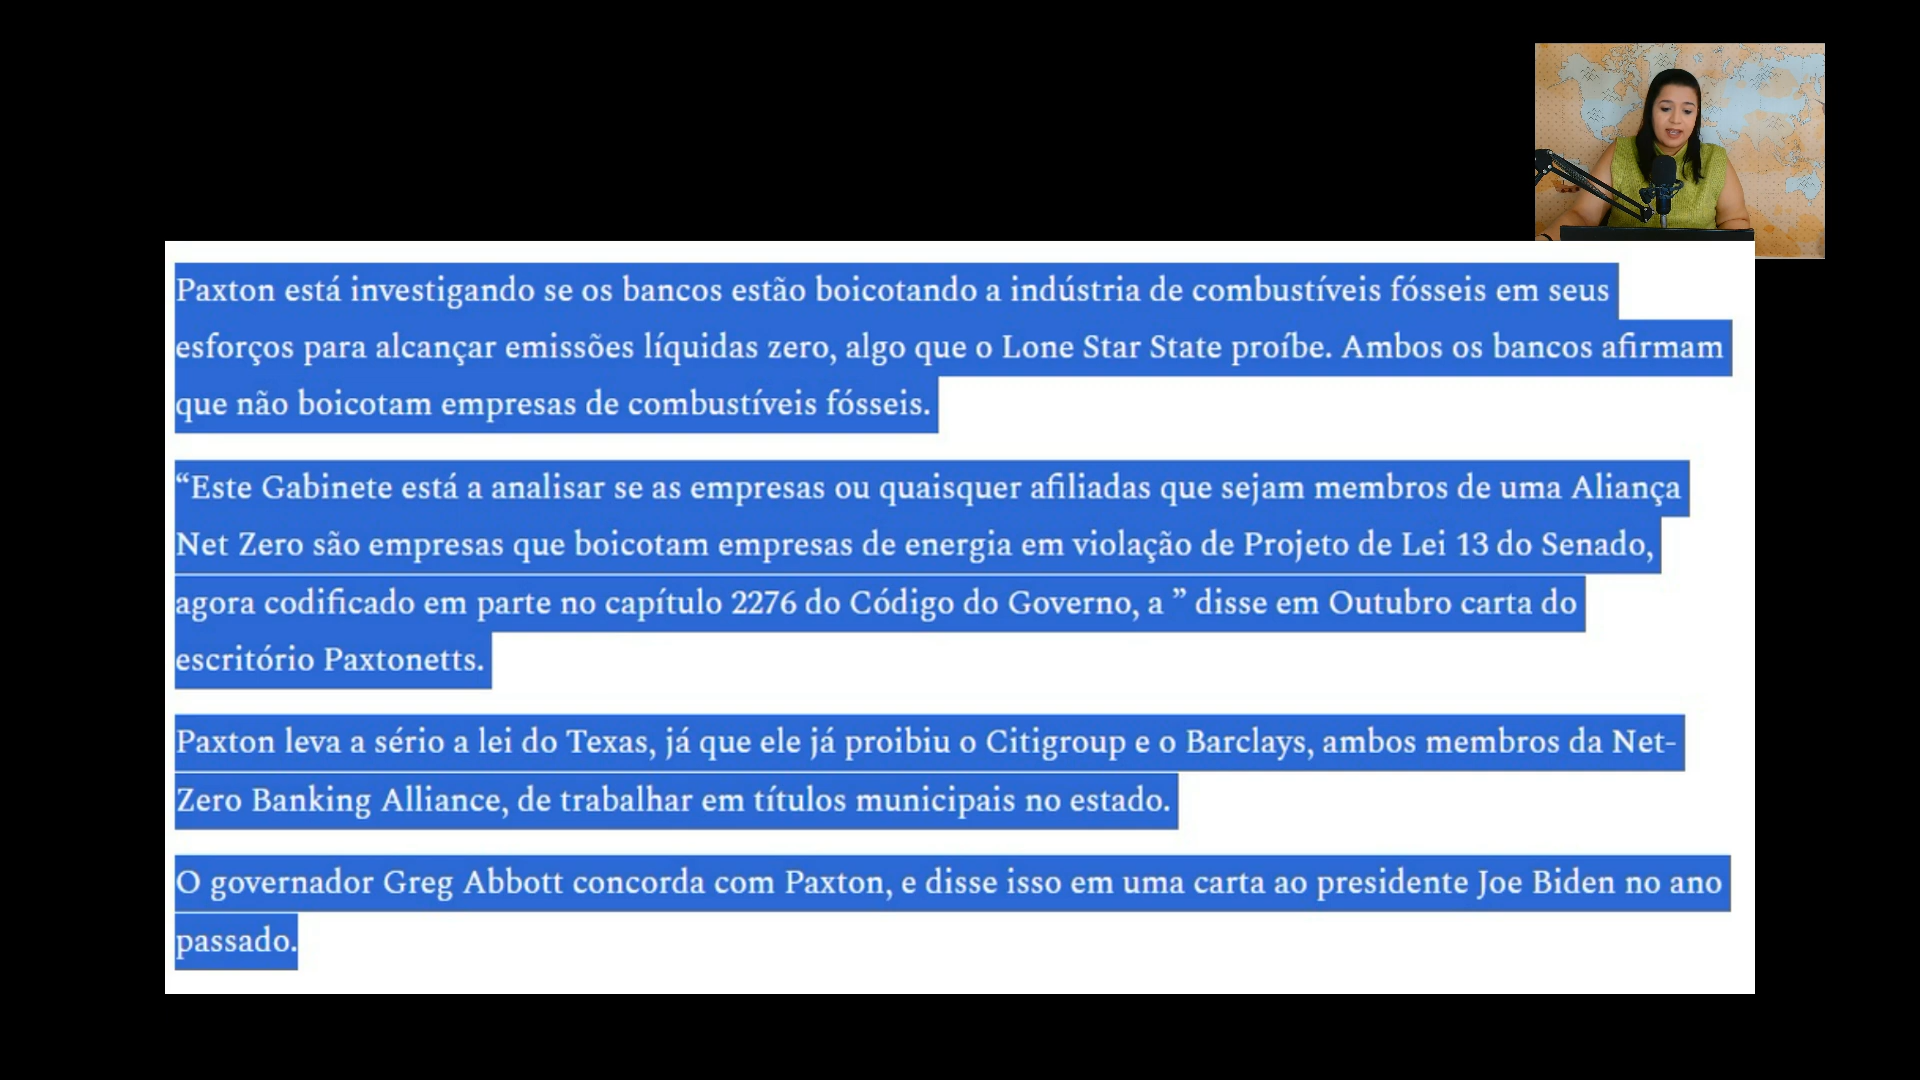 Paxton está investigando se os bancos estão boicotando a indústria de combustíveis fósseis em seus
esforços para alcançar emissões líquidas zero, algo que o Lone Star State proíbe. Ambos os bancos afirmam
que não boicotam empresas de combustíveis fósseis.
“Este Gabinete está a analisar se as empresas ou quaisquer afiliadas que sejam membros de uma Aliança
Net Zero são empresas que boicotam empresas de energia em violação de Projeto de Lei 13 do Senado,
agora codificado em parte no capítulo 2276 do Código do Governo, a ” disse em Outubro carta do
escritório Paxtonetts.
Paxton leva a sério a lei do Texas, já que ele já proibiu o Citigroup e o Barclays, ambos membros da Net-
Zero Banking Alliance, de trabalhar em títulos municipais no estado.
O governador Greg Abbott concorda com Paxton, e disse isso em uma carta ao presidente Joe Biden no ano
passado.